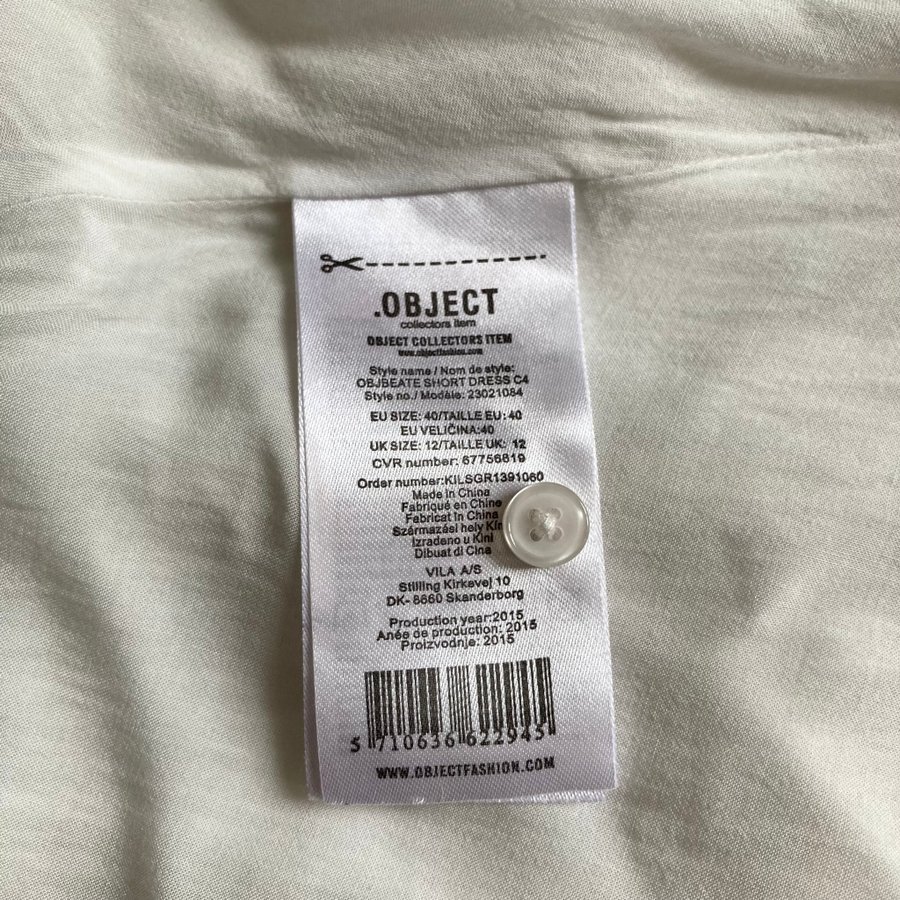 .OBJECT
collectors item
OBJECT COLLECTORS ITEM
www.objectfashion.com
Style name / Nom de style:
OBJBEATE SHORT DRESS C4
Style no./ Modèle: 23021084
EU SIZE: 40/TAILLE EU: 40
EU VELIČINA:40
UK SIZE: 12/TAILLE UK: 12
CVR number: 67756819
Order number:KILSGR1391060
Made in China
Fabriqué en Chine
Fabricat in China
Származási hely
Izradeno u Kini
Dibuat di Cina
VILA A/S
Stilling Kirkevej 10
DK- 8660 Skanderborg
Production year:2015
Anée de production: 2015
Proizvodnje: 2015
5 710636 622945
WWW.OBJECTFASHION.COM